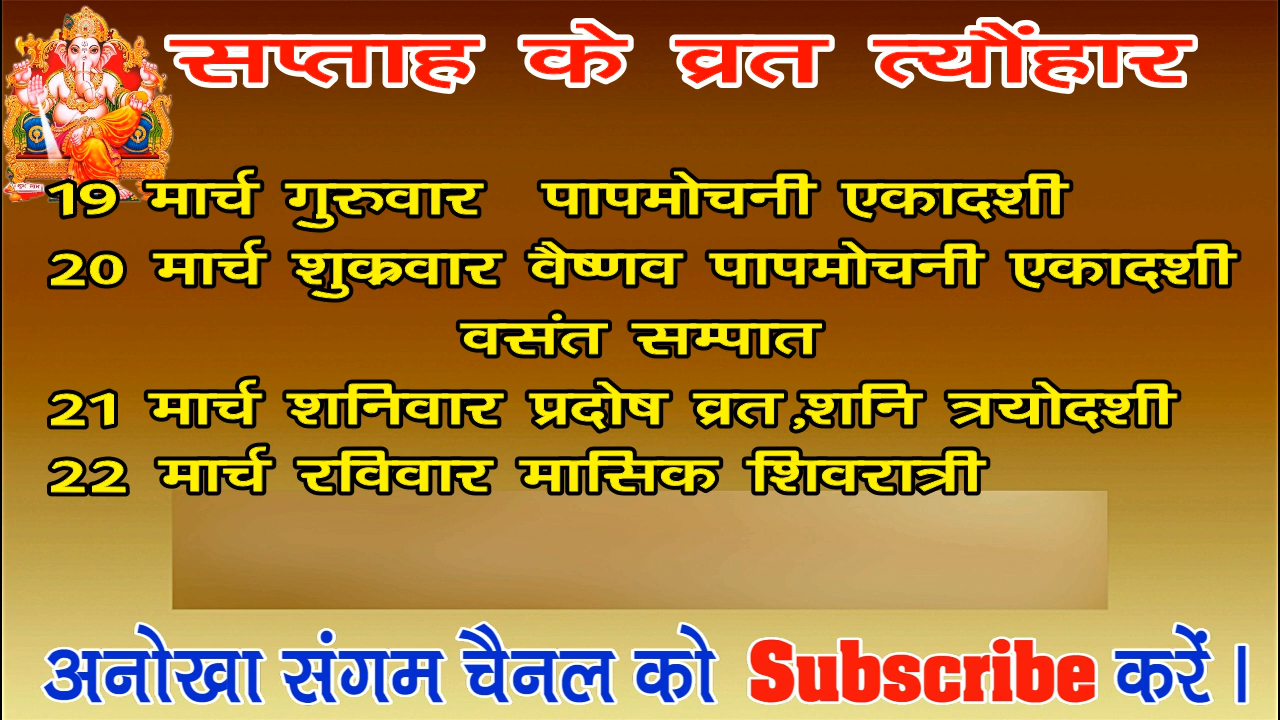 सप्ताह के व्रत त्यौंहार
19 मार्च गुरुवार पापमोचनी एकादशी
20 मार्च शुक्रवार वैष्णव पापमोचनी एकादशी
वसंत सम्पात
21 मार्च शनिवार प्रदोष व्रत ,शनि त्रयोदशी
22 मार्च रविवार मासिक शिवरात्री
अनोखा संगम चैनल को Subscribe करें ।